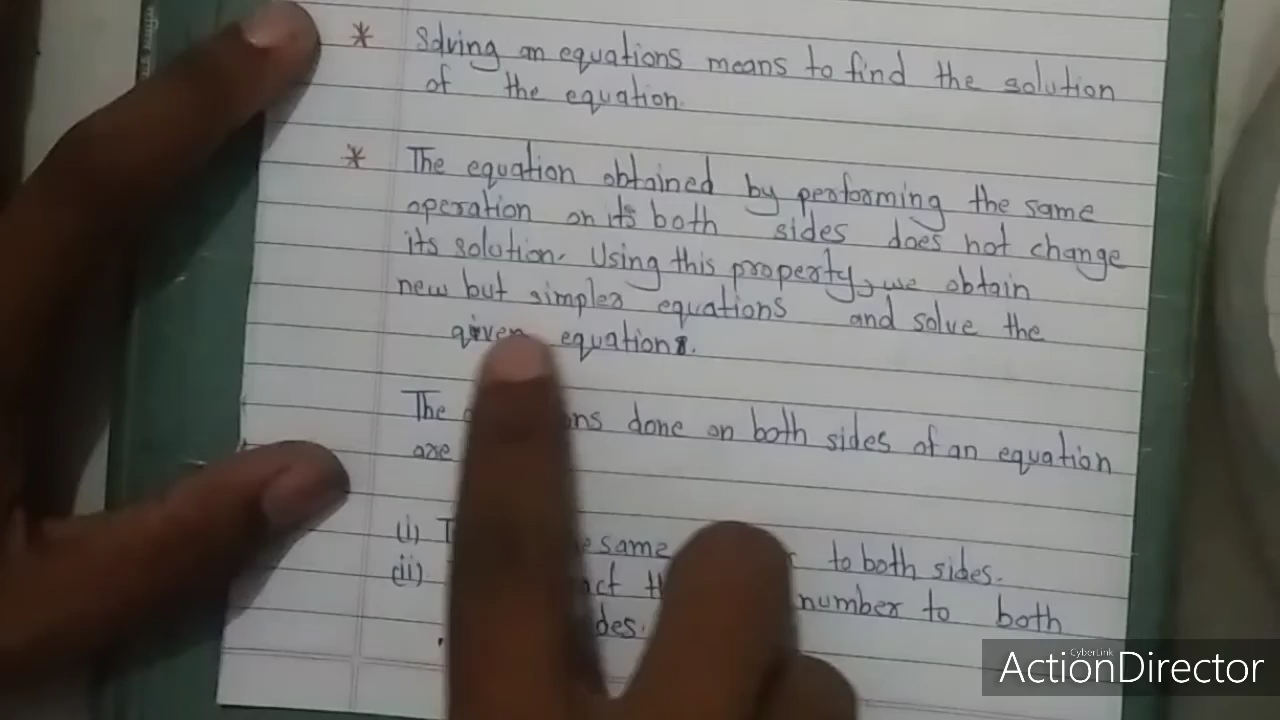 * Solving an equations means to find the solution
of the equation.
* The equation obtained by performing the same
operation on its both sides does not change
its solution. Using this property, we obtain
new but simpler equations and solve the
given equations.
The done on both sides of an equation
are
(i) same to both sides.
(ii) number to both
CyberLink
ActionDirector